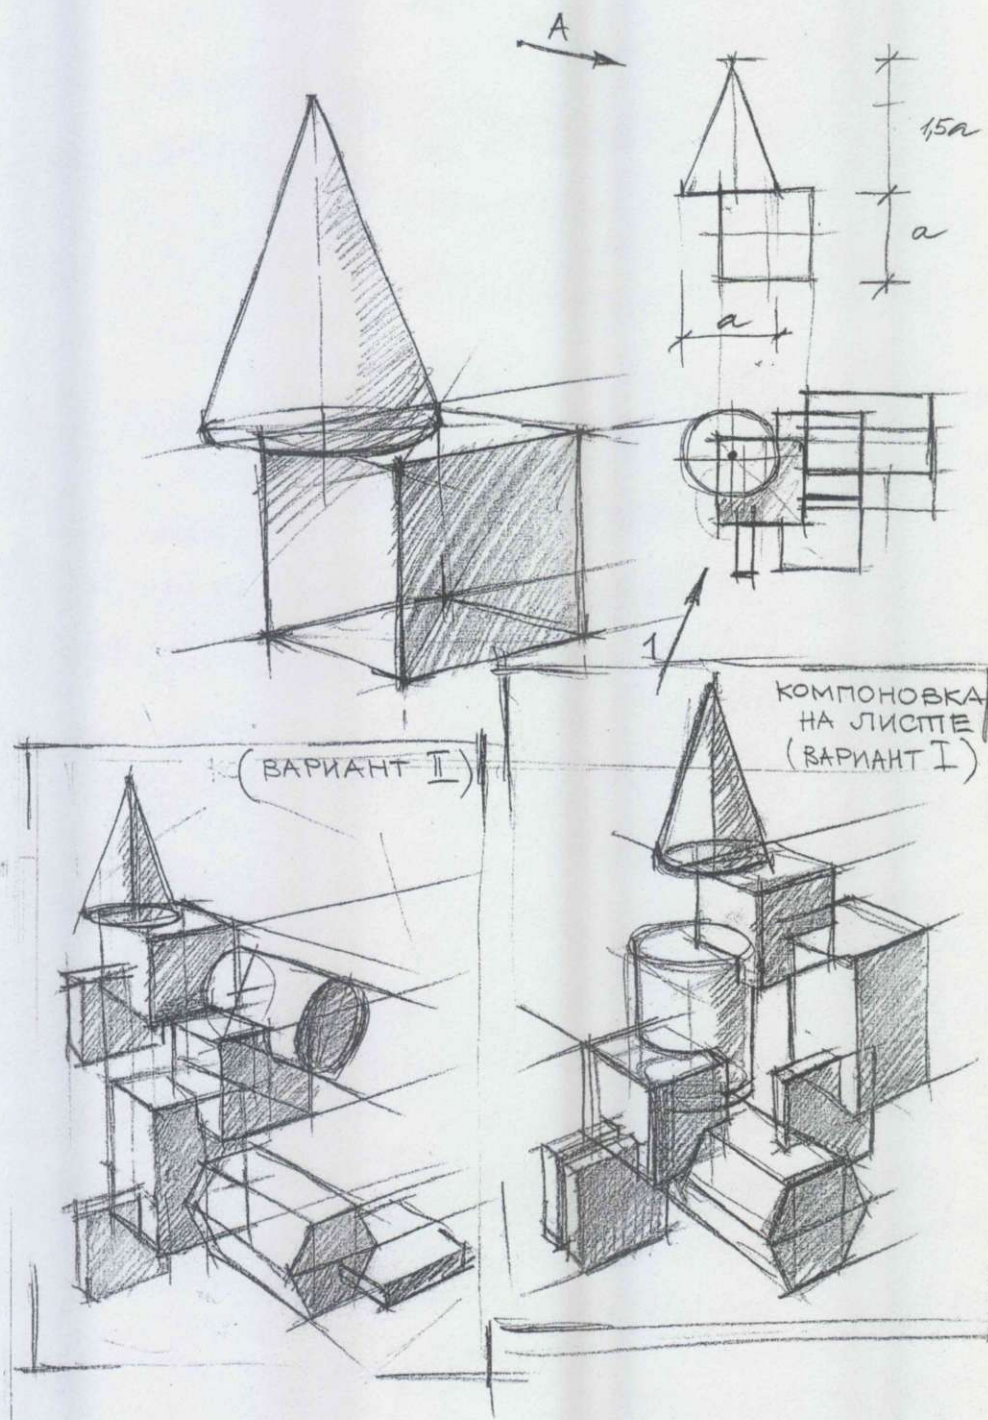 А
1,5a
a
a
1
КОМПОНОВКА
НА ЛИСТЕ
(ВАРИАНТ I)
(ВАРИАНТ II)